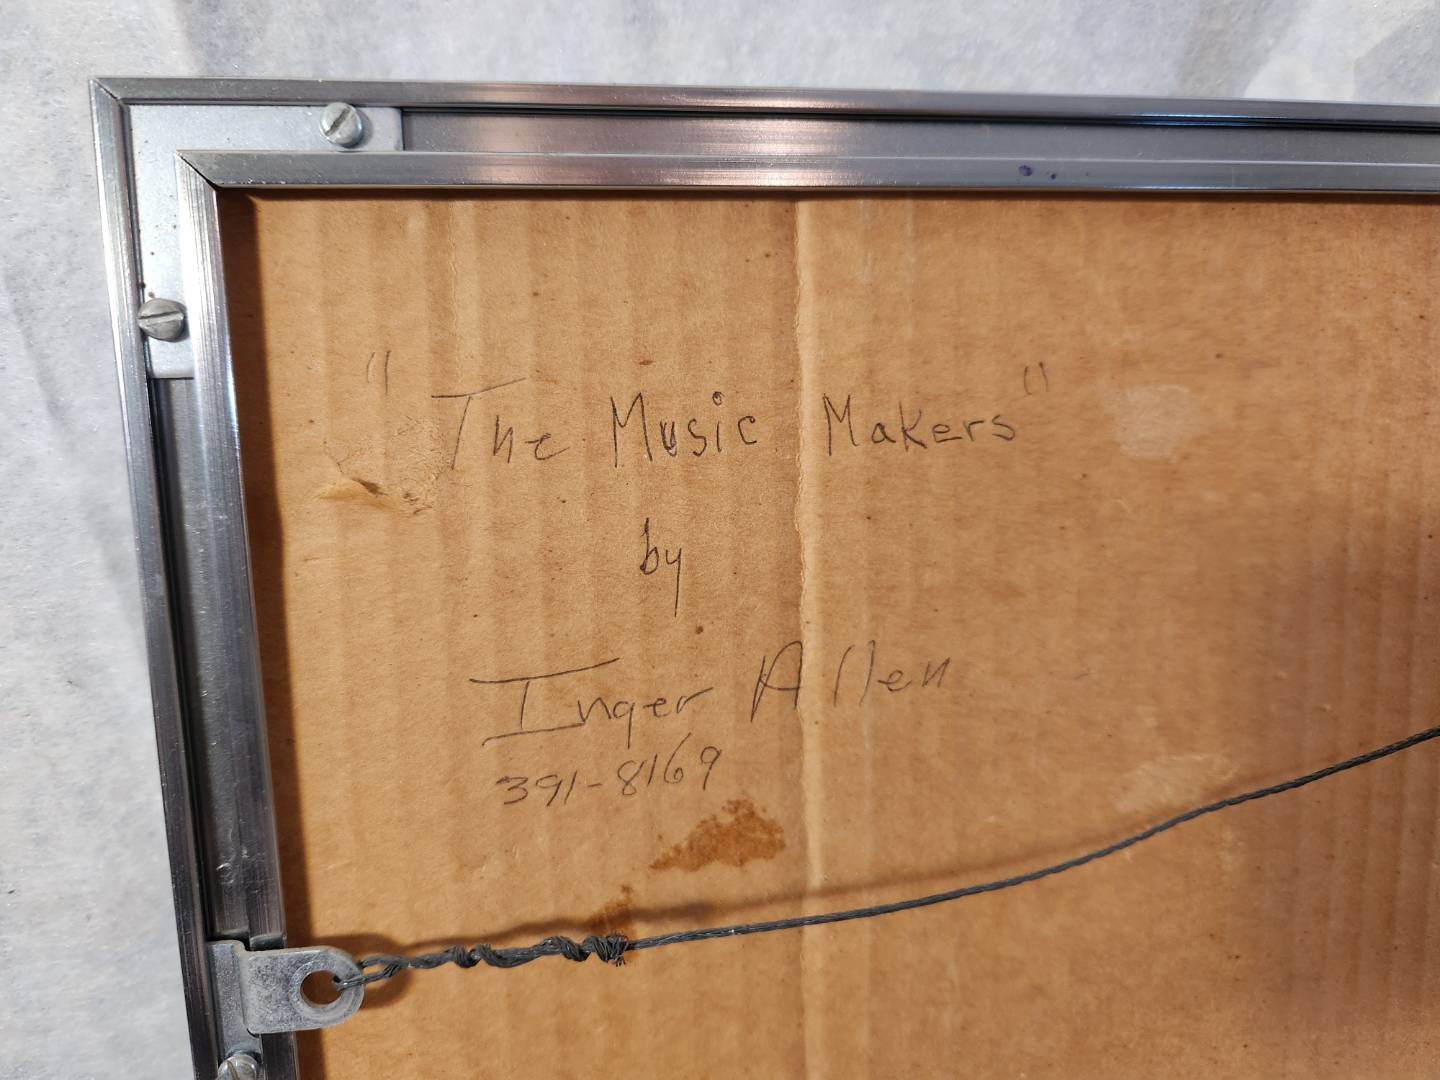 "The Music Makers"
by
Inger Allen
391-8169